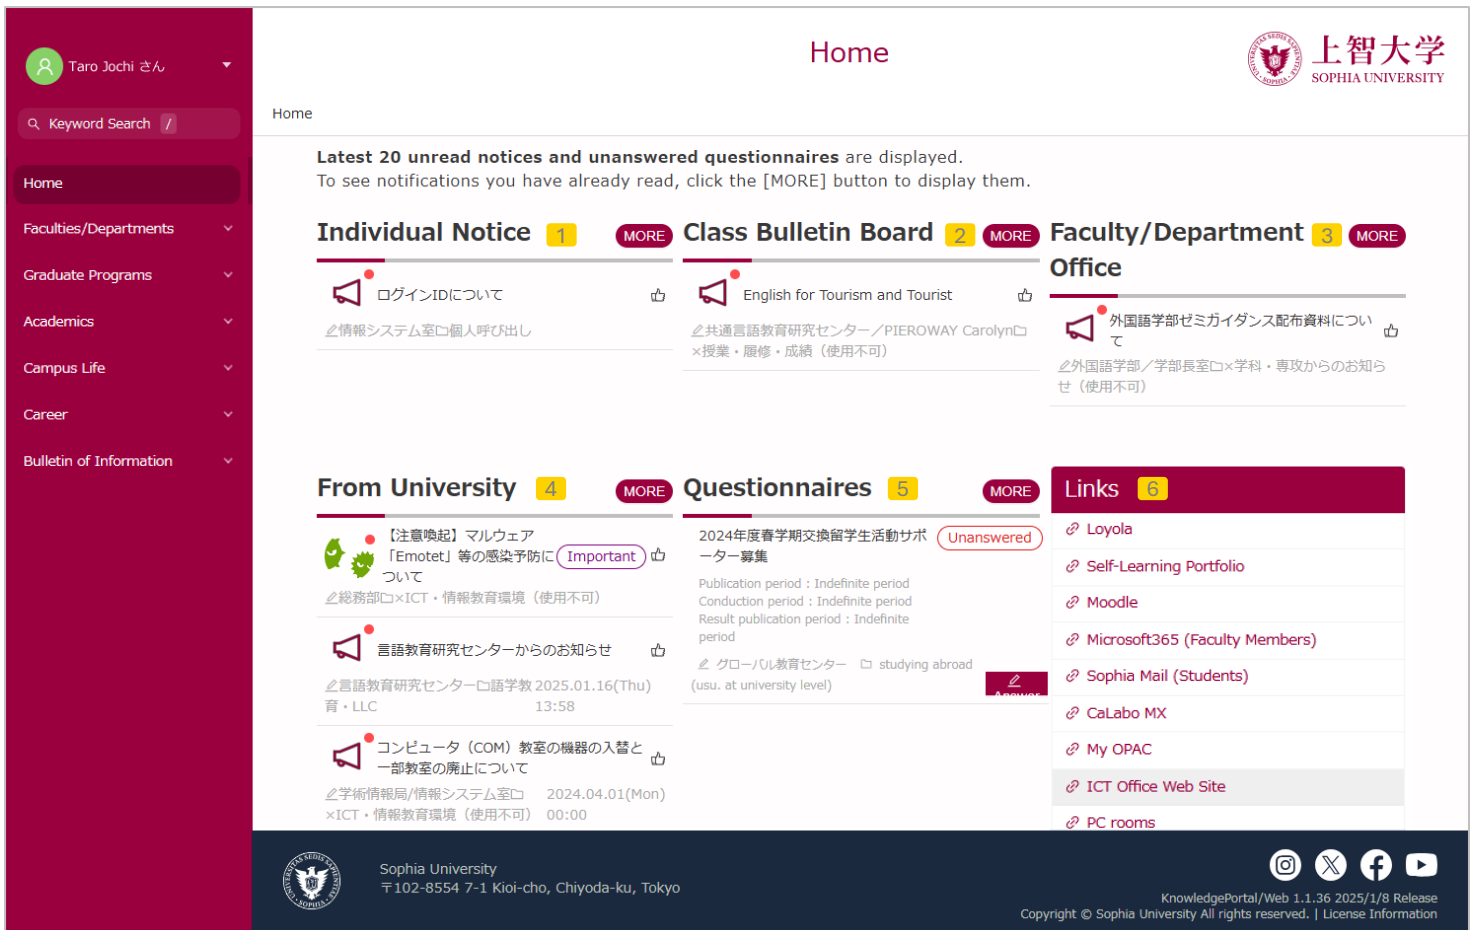 Taro Jochi さん
Keyword Search /
Home
Faculties/Departments
Graduate Programs
Academics
Campus Life
Career
Bulletin of Information
Home
上智大学
SOPHIA UNIVERSITY
Home
Latest 20 unread notices and unanswered questionnaires are displayed.
To see notifications you have already read, click the [MORE] button to display them.
Individual Notice 1 MORE
ログインIDについて
情報システム室 個人呼び出し
Class Bulletin Board 2 MORE
English for Tourism and Tourist
共通言語教育研究センター／PIEROWAY Carolyn
×授業・履修・成績（使用不可）
Faculty/Department 3 MORE
Office
外国語学部ゼミガイダンス配布資料につい
て
外国語学部／学部長室 ×学科・専攻からのお知ら
せ（使用不可）
From University 4 MORE
【注意喚起】マルウェア
「Emotet」等の感染予防に Important
ついて
総務部 ×ICT・情報教育環境（使用不可）
言語教育研究センターからのお知らせ
言語教育研究センター 語学教 2025.01.16(Thu)
育・LLC 13:58
コンピュータ（COM）教室の機器の入替と
一部教室の廃止について
学術情報局/情報システム室 2024.04.01(Mon)
×ICT・情報教育環境（使用不可） 00:00
Questionnaires 5 MORE
2024年度春学期交換留学生活動サポ Unanswered
ーター募集
Publication period : Indefinite period
Conduction period : Indefinite period
Result publication period : Indefinite
period
グローバル教育センター studying abroad
(usu. at university level)
Answer
Links 6
Loyola
Self-Learning Portfolio
Moodle
Microsoft365 (Faculty Members)
Sophia Mail (Students)
CaLabo MX
My OPAC
ICT Office Web Site
PC rooms
Sophia University
〒102-8554 7-1 Kioi-cho, Chiyoda-ku, Tokyo
KnowledgePortal/Web 1.1.36 2025/1/8 Release
Copyright © Sophia University All rights reserved. | License Information